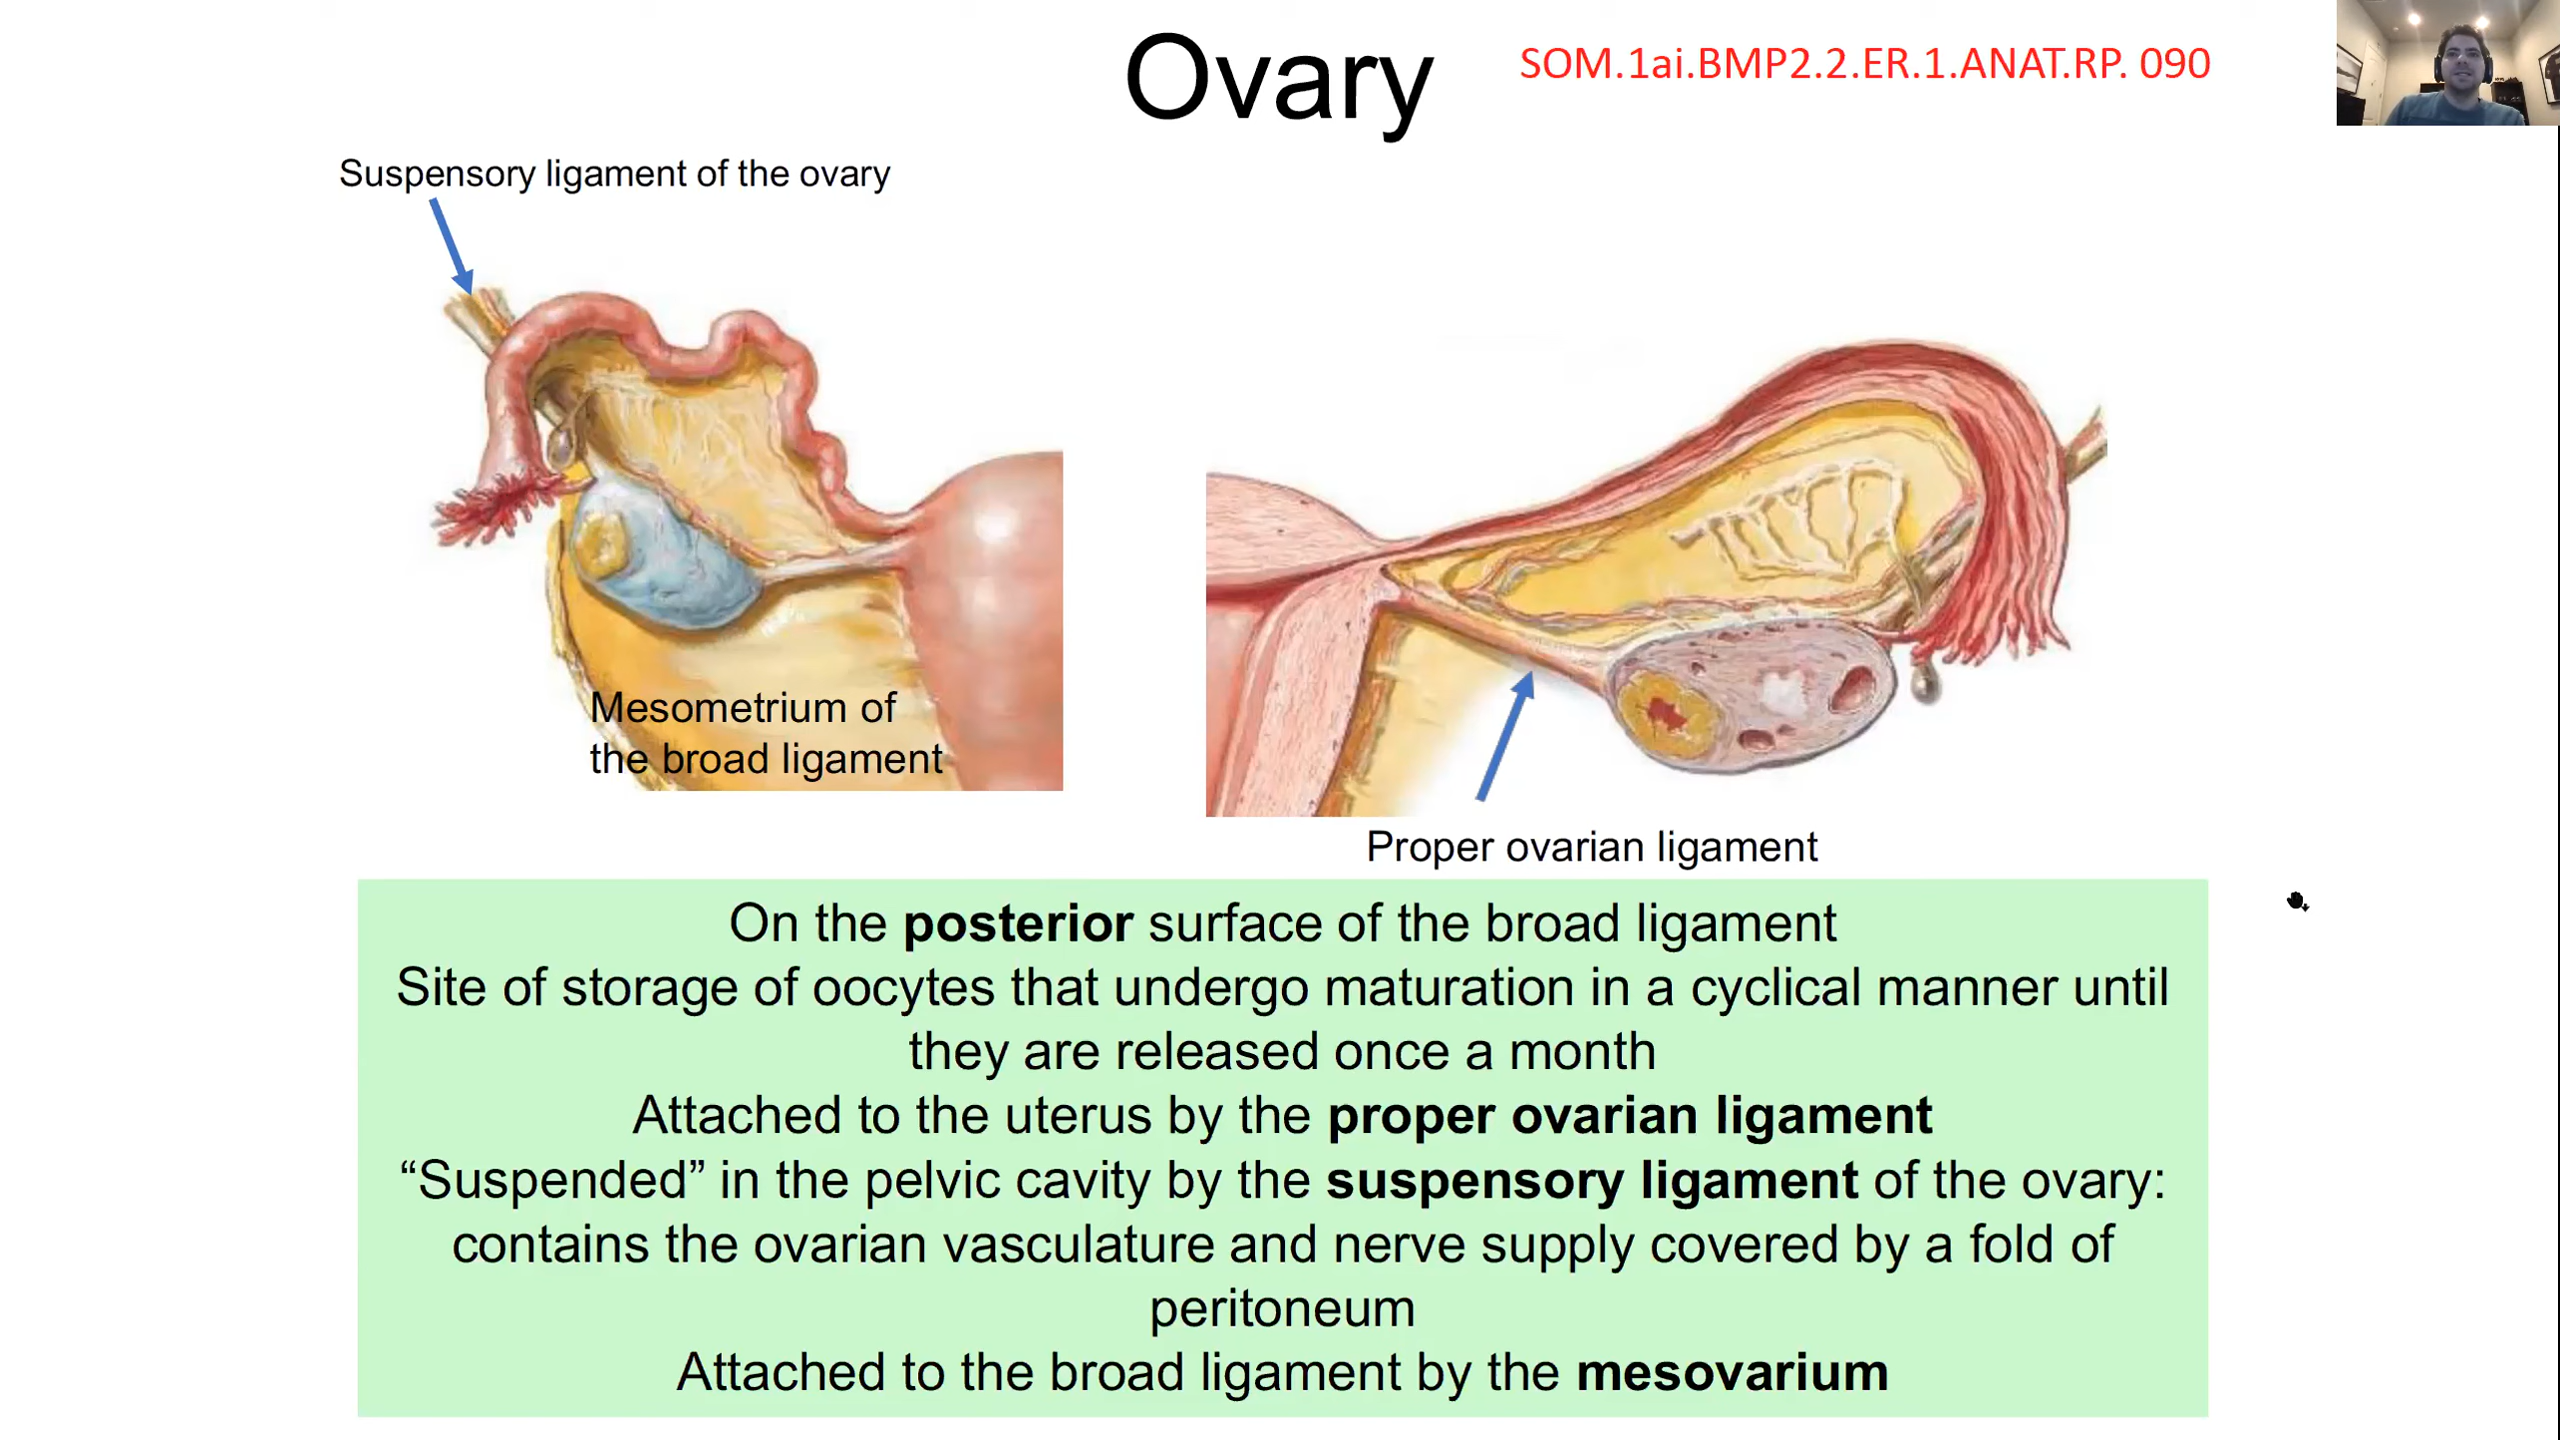 Ovary
SOM.1ai.BMP2.2.ER.1.ANAT.RP. 090
Suspensory ligament of the ovary
Mesometrium of
the broad ligament
Proper ovarian ligament
On the posterior surface of the broad ligament
Site of storage of oocytes that undergo maturation in a cyclical manner until
they are released once a month
Attached to the uterus by the proper ovarian ligament
“Suspended” in the pelvic cavity by the suspensory ligament of the ovary:
contains the ovarian vasculature and nerve supply covered by a fold of
peritoneum
Attached to the broad ligament by the mesovarium